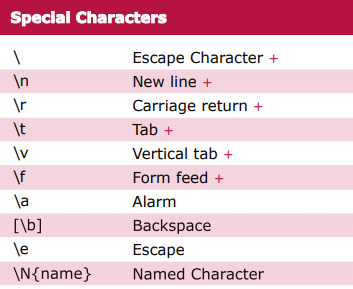 Special Characters
\ Escape Character +
\n New line +
\r Carriage return +
\t Tab +
\v Vertical tab +
\f Form feed +
\a Alarm
[\b] Backspace
\e Escape
\N{name} Named Character